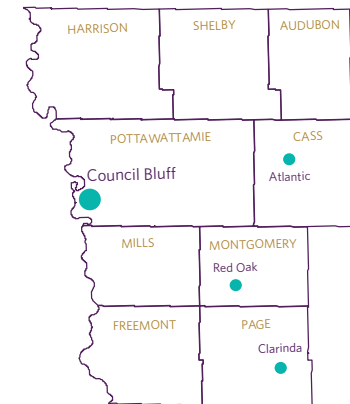 HARRISON
SHELBY
AUDUBON
POTTAWATTAMIE
CASS
Council Bluff
Atlantic
MILLS
MONTGOMERY
Red Oak
FREEMONT
PAGE
Clarinda